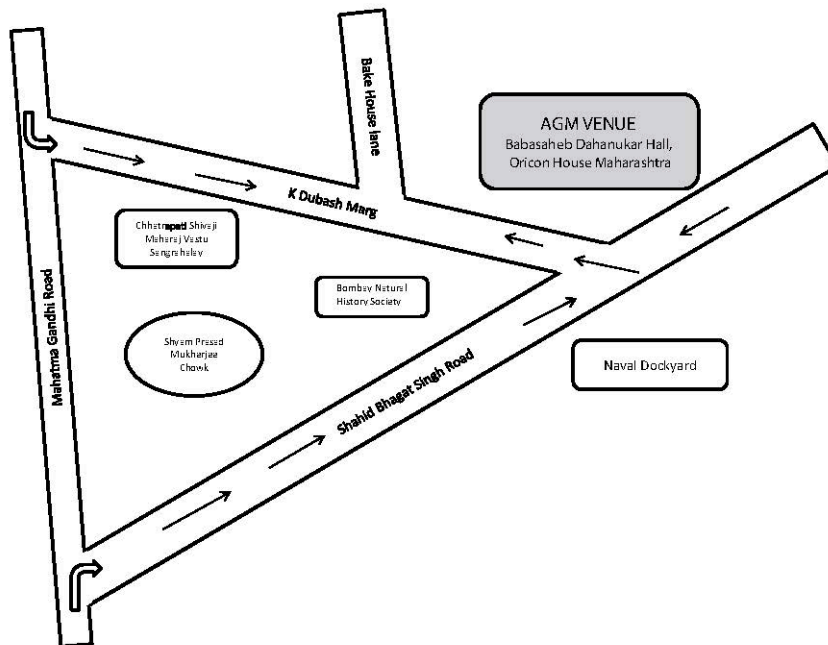 Bake House lane
AGM VENUE
Babasaheb Dahanukar Hall,
Oricon House Maharashtra
K Dubash Marg
Chhatrapati Shivaji
Maharaj Vastu
Sangrahalay
Bombay Natural
History Society
Mahatma Gandhi Road
Shyam Prasad
Mukharjee
Chowk
Naval Dockyard
Shahid Bhagat Singh Road